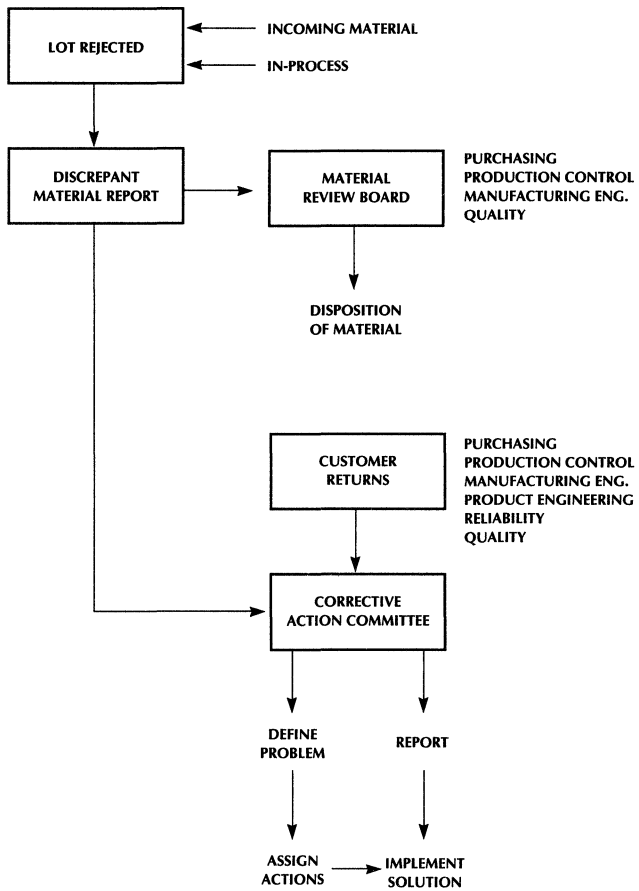 LOT REJECTED
INCOMING MATERIAL
IN-PROCESS
DISCREPANT
MATERIAL REPORT
MATERIAL
REVIEW BOARD
PURCHASING
PRODUCTION CONTROL
MANUFACTURING ENG.
QUALITY
DISPOSITION
OF MATERIAL
CUSTOMER
RETURNS
PURCHASING
PRODUCTION CONTROL
MANUFACTURING ENG.
PRODUCT ENGINEERING
RELIABILITY
QUALITY
CORRECTIVE
ACTION COMMITTEE
DEFINE
PROBLEM
REPORT
ASSIGN
ACTIONS
IMPLEMENT
SOLUTION